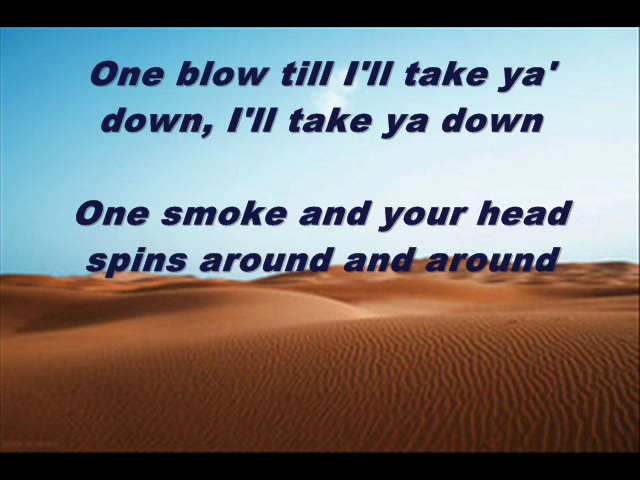 One blow till I'll take ya'
down, I'll take ya down
One smoke and your head
spins around and around